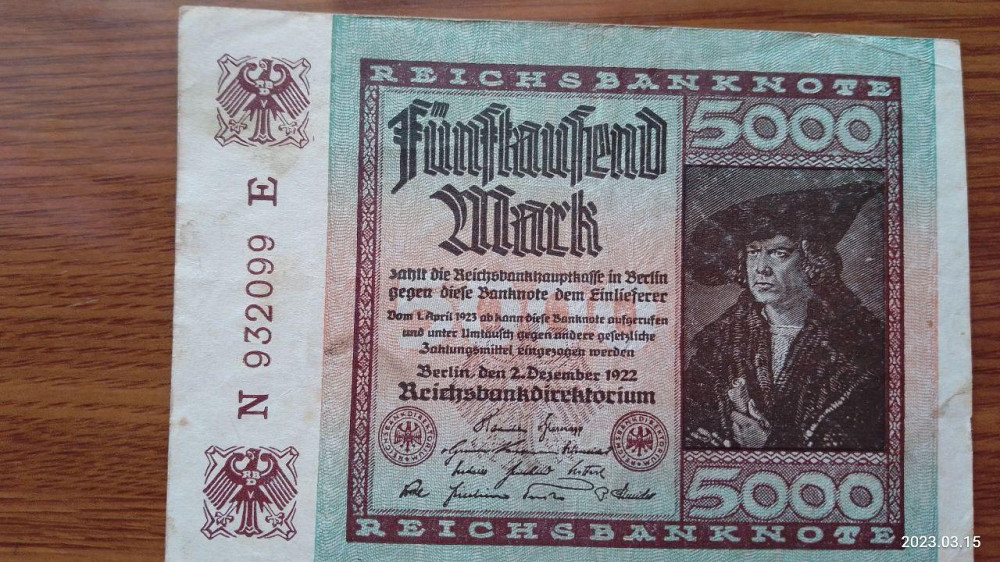 REICHSBANKNOTE
5000
Fünftausend
Mark
zahlt die Reichsbankhauptkasse in Berlin
gegen diese Banknote dem Einlieferer
Vom 1. April 1923 ab kann diese Banknote aufgerufen
und unter Umtausch gegen andere gesetzliche
Zahlungsmittel eingezogen werden
Berlin, den 2. Dezember 1922
Reichsbankdirektorium
5000
REICHSBANKNOTE
N 932099 E
RB
D
V
2023.03.15